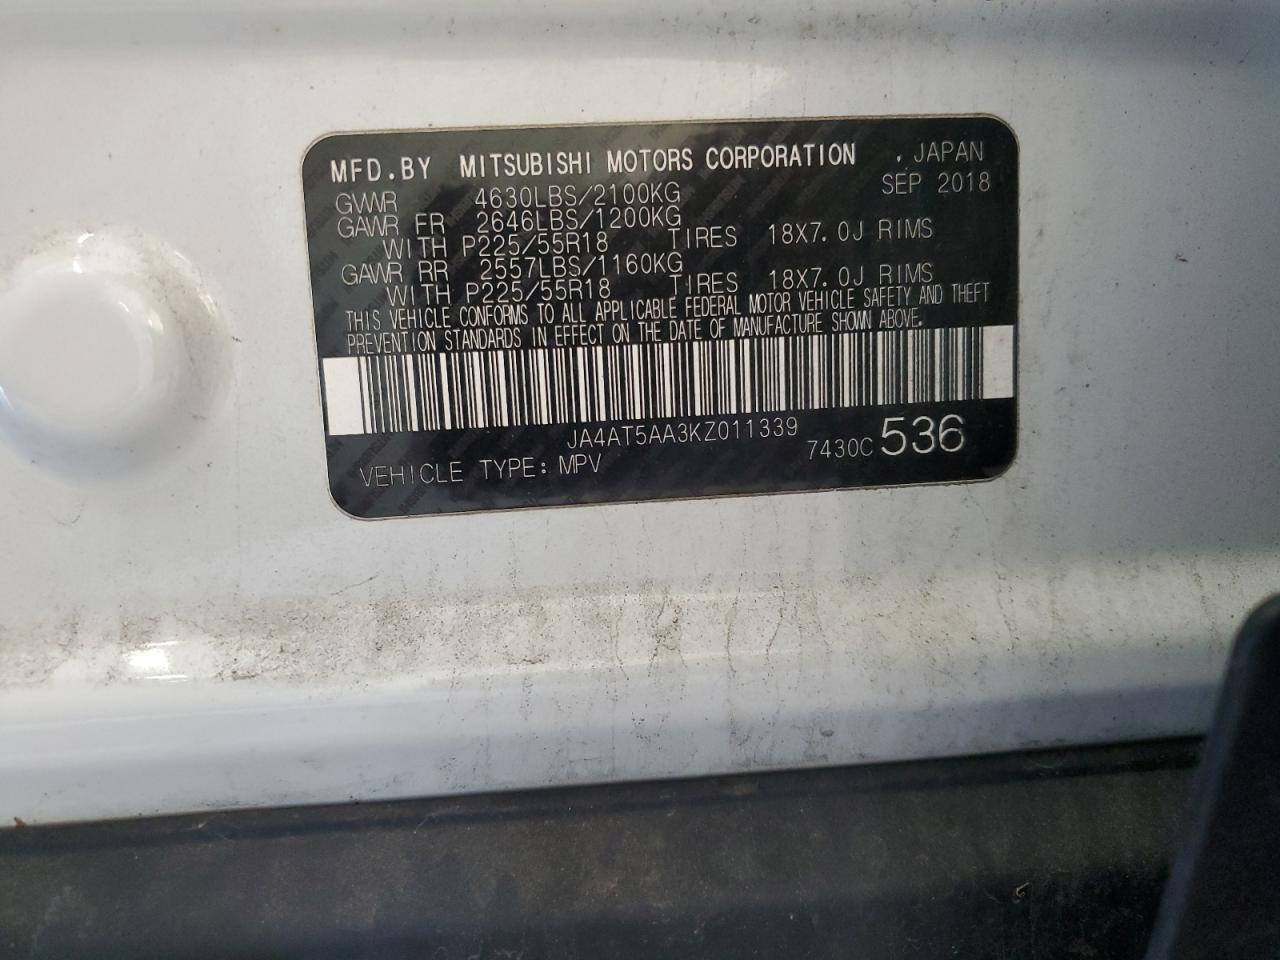 MFD.BY MITSUBISHI MOTORS CORPORATION , JAPAN
SEP 2018
GVWR 4630LBS/2100KG
GAWR FR 2646LBS/1200KG
WITH P225/55R18 TIRES 18X7.0J RIMS
GAWR RR 2557LBS/1160KG
WITH P225/55R18 TIRES 18X7.0J RIMS
THIS VEHICLE CONFORMS TO ALL APPLICABLE FEDERAL MOTOR VEHICLE SAFETY AND THEFT
PREVENTION STANDARDS IN EFFECT ON THE DATE OF MANUFACTURE SHOWN ABOVE.
JA4AT5AA3KZ011339
7430C 536
VEHICLE TYPE: MPV